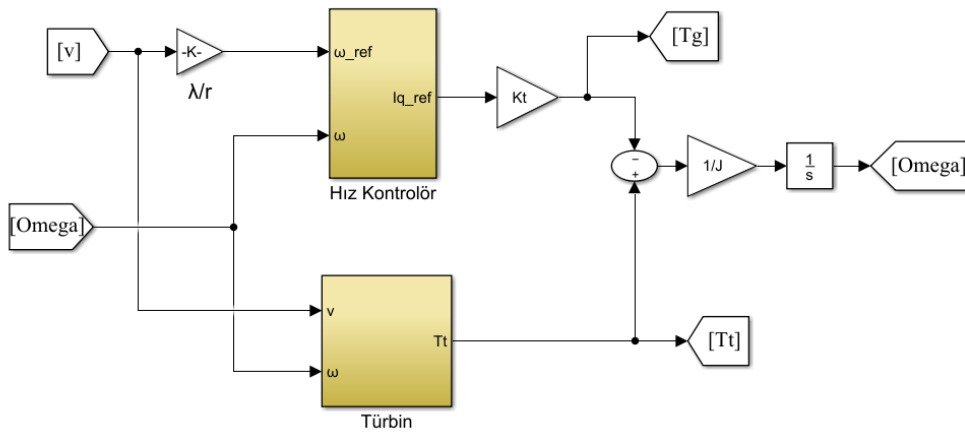 [v]
-K-
λ/r
ω_ref
ω
Iq_ref
Hız Kontrolör
Kt
[Tg]
−
+
1/J
1
s
[Omega]
[Omega]
v
ω
Tt
Türbin
[Tt]